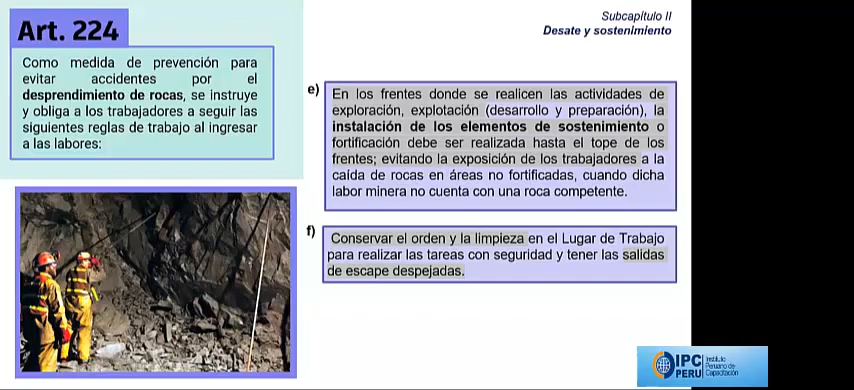 Art. 224
Como medida de prevención para
evitar accidentes por el
desprendimiento de rocas, se instruye
y obliga a los trabajadores a seguir las
siguientes reglas de trabajo al ingresar
a las labores:
Subcapítulo II
Desate y sostenimiento
e) En los frentes donde se realicen las actividades de
exploración, explotación (desarrollo y preparación), la
instalación de los elementos de sostenimiento o
fortificación debe ser realizada hasta el tope de los
frentes; evitando la exposición de los trabajadores a la
caída de rocas en áreas no fortificadas, cuando dicha
labor minera no cuenta con una roca competente.
f) Conservar el orden y la limpieza en el Lugar de Trabajo
para realizar las tareas con seguridad y tener las salidas
de escape despejadas.
IPC
PERU
Instituto
Peruano de
Capacitación